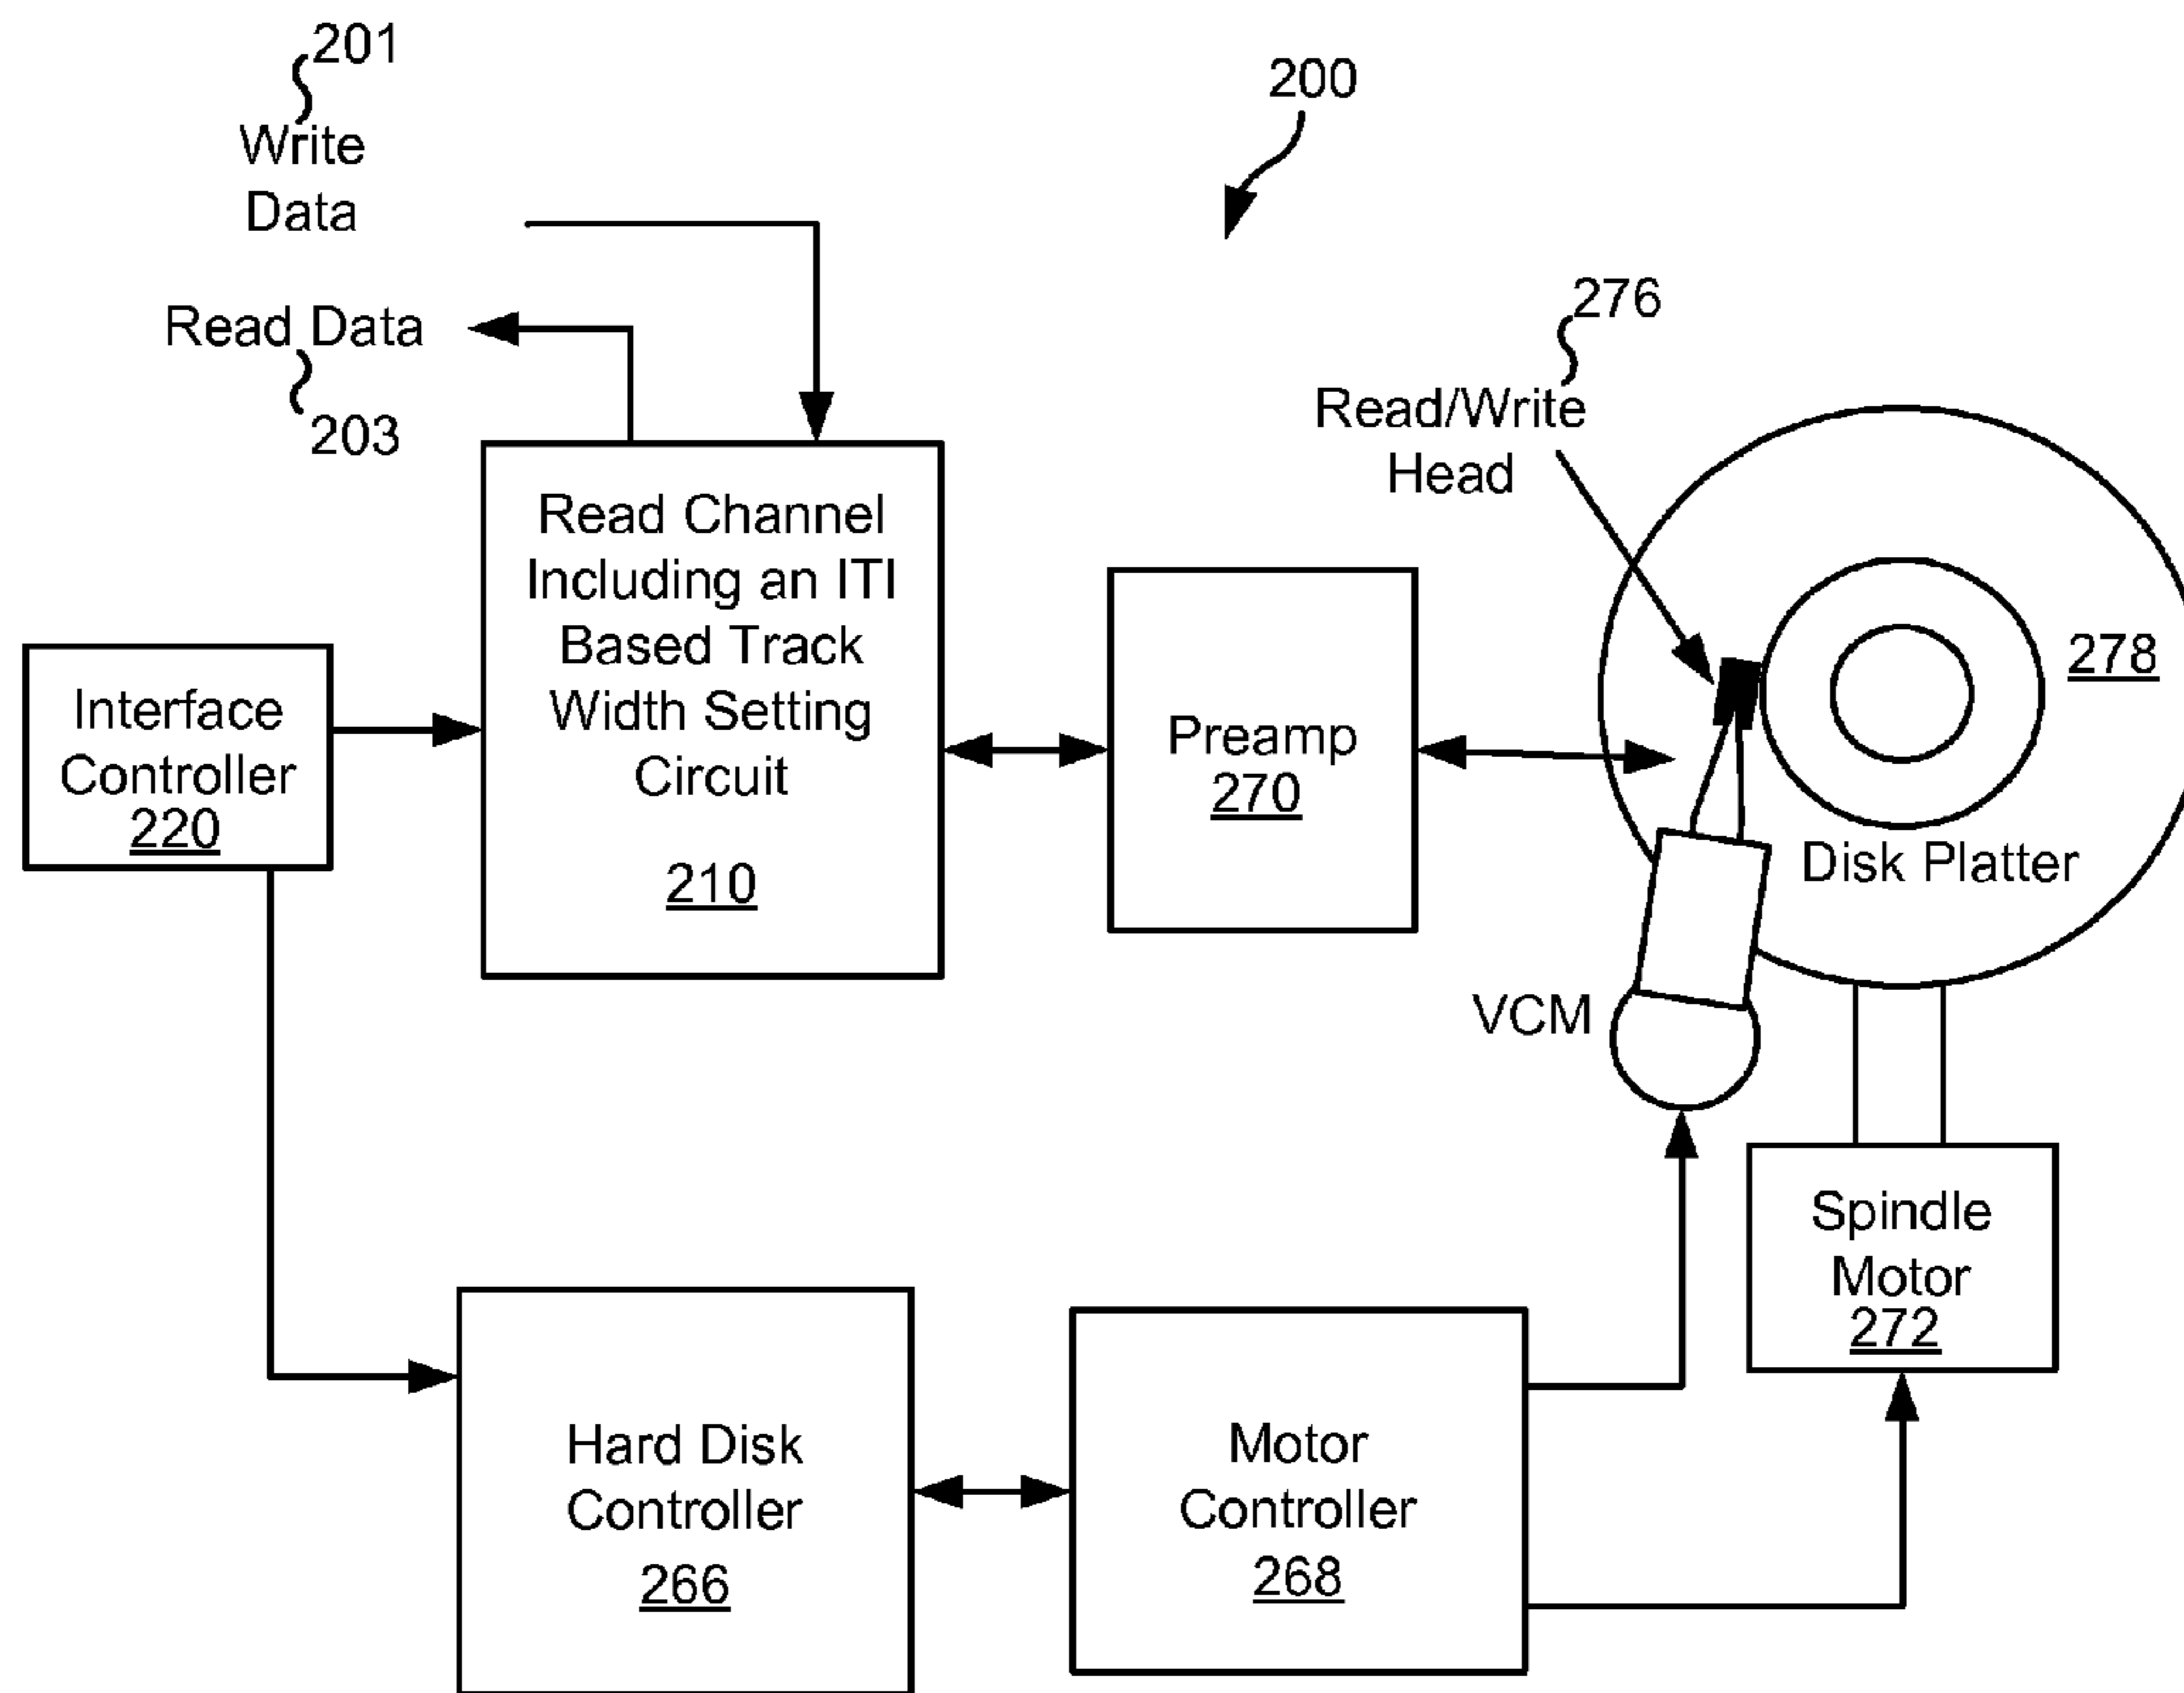 201
Write
Data
Read Data
203
200
276
Read/Write
Head
Read Channel
Including an ITI
Based Track
Width Setting
Circuit
210
Interface
Controller
220
Preamp
270
278
Disk Platter
VCM
Spindle
Motor
272
Hard Disk
Controller
266
Motor
Controller
268